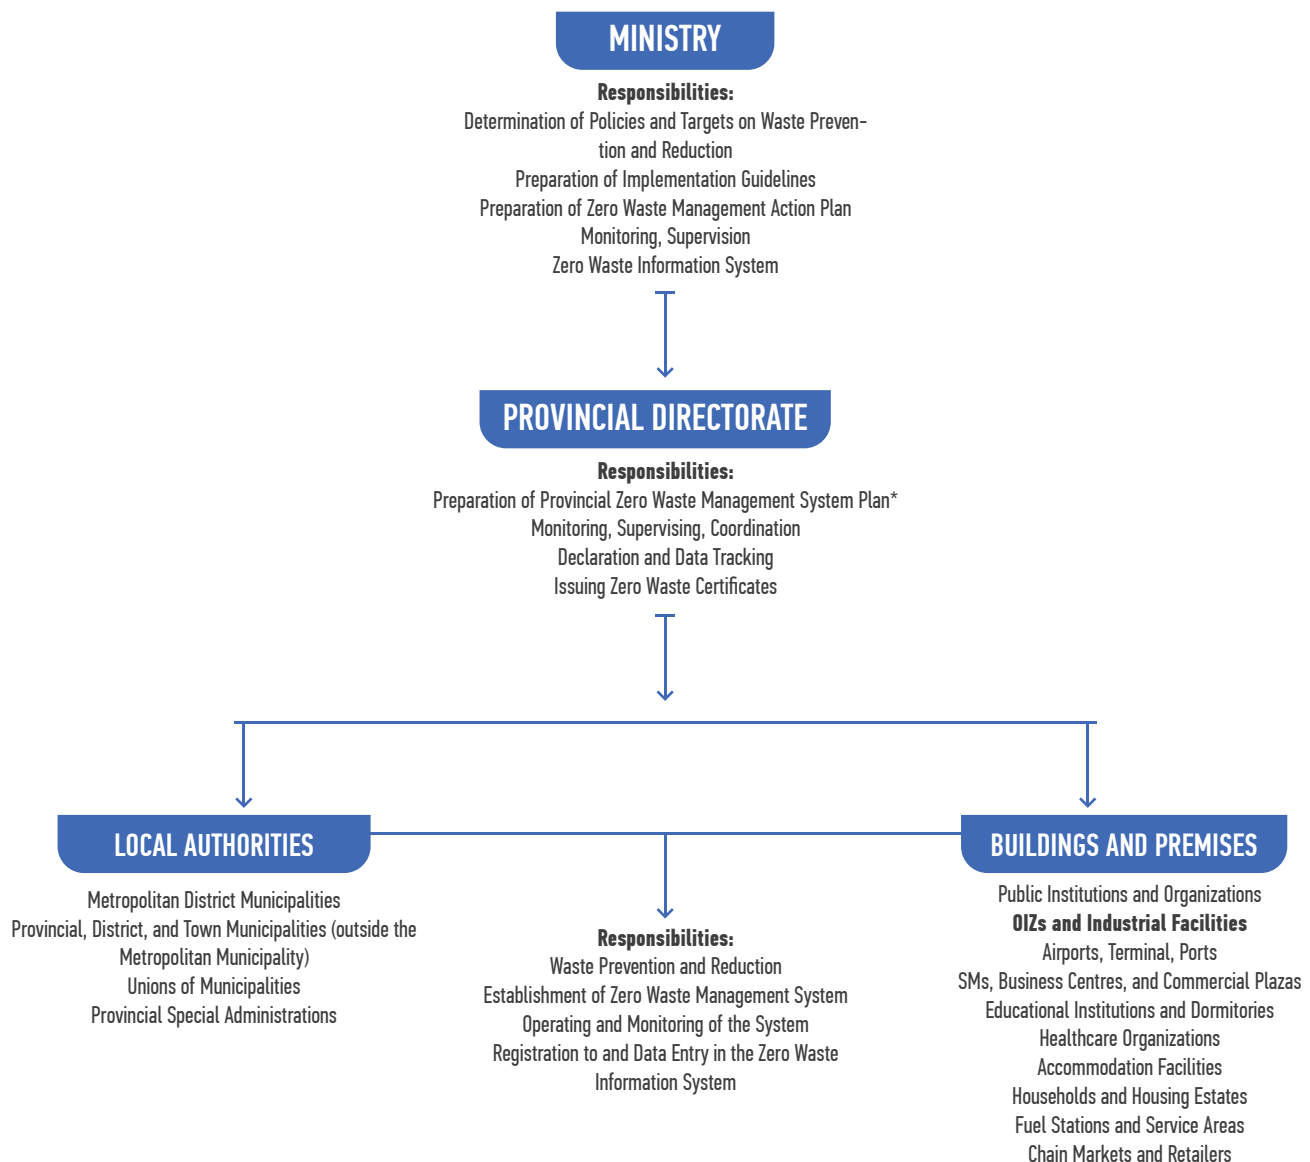 MINISTRY
Responsibilities:
Determination of Policies and Targets on Waste Preven-
tion and Reduction
Preparation of Implementation Guidelines
Preparation of Zero Waste Management Action Plan
Monitoring, Supervision
Zero Waste Information System
PROVINCIAL DIRECTORATE
Responsibilities:
Preparation of Provincial Zero Waste Management System Plan*
Monitoring, Supervising, Coordination
Declaration and Data Tracking
Issuing Zero Waste Certificates
LOCAL AUTHORITIES
Metropolitan District Municipalities
Provincial, District, and Town Municipalities (outside the
Metropolitan Municipality)
Unions of Municipalities
Provincial Special Administrations
Responsibilities:
Waste Prevention and Reduction
Establishment of Zero Waste Management System
Operating and Monitoring of the System
Registration to and Data Entry in the Zero Waste
Information System
BUILDINGS AND PREMISES
Public Institutions and Organizations
OIZs and Industrial Facilities
Airports, Terminal, Ports
SMs, Business Centres, and Commercial Plazas
Educational Institutions and Dormitories
Healthcare Organizations
Accommodation Facilities
Households and Housing Estates
Fuel Stations and Service Areas
Chain Markets and Retailers